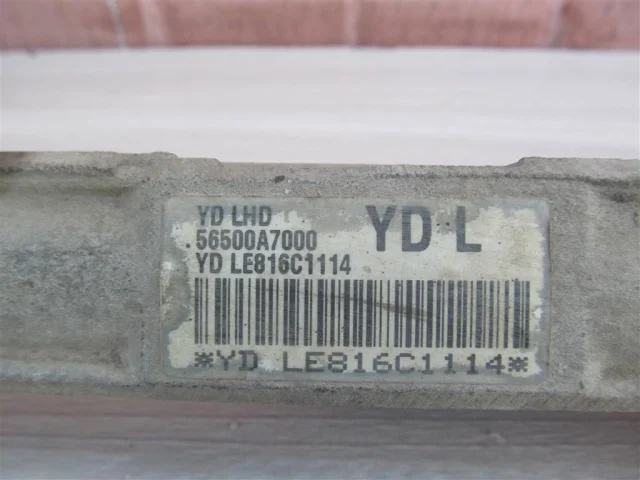 YD LHD
56500A7000
YD L
YD LE816C1114
*YD LE816C1114*